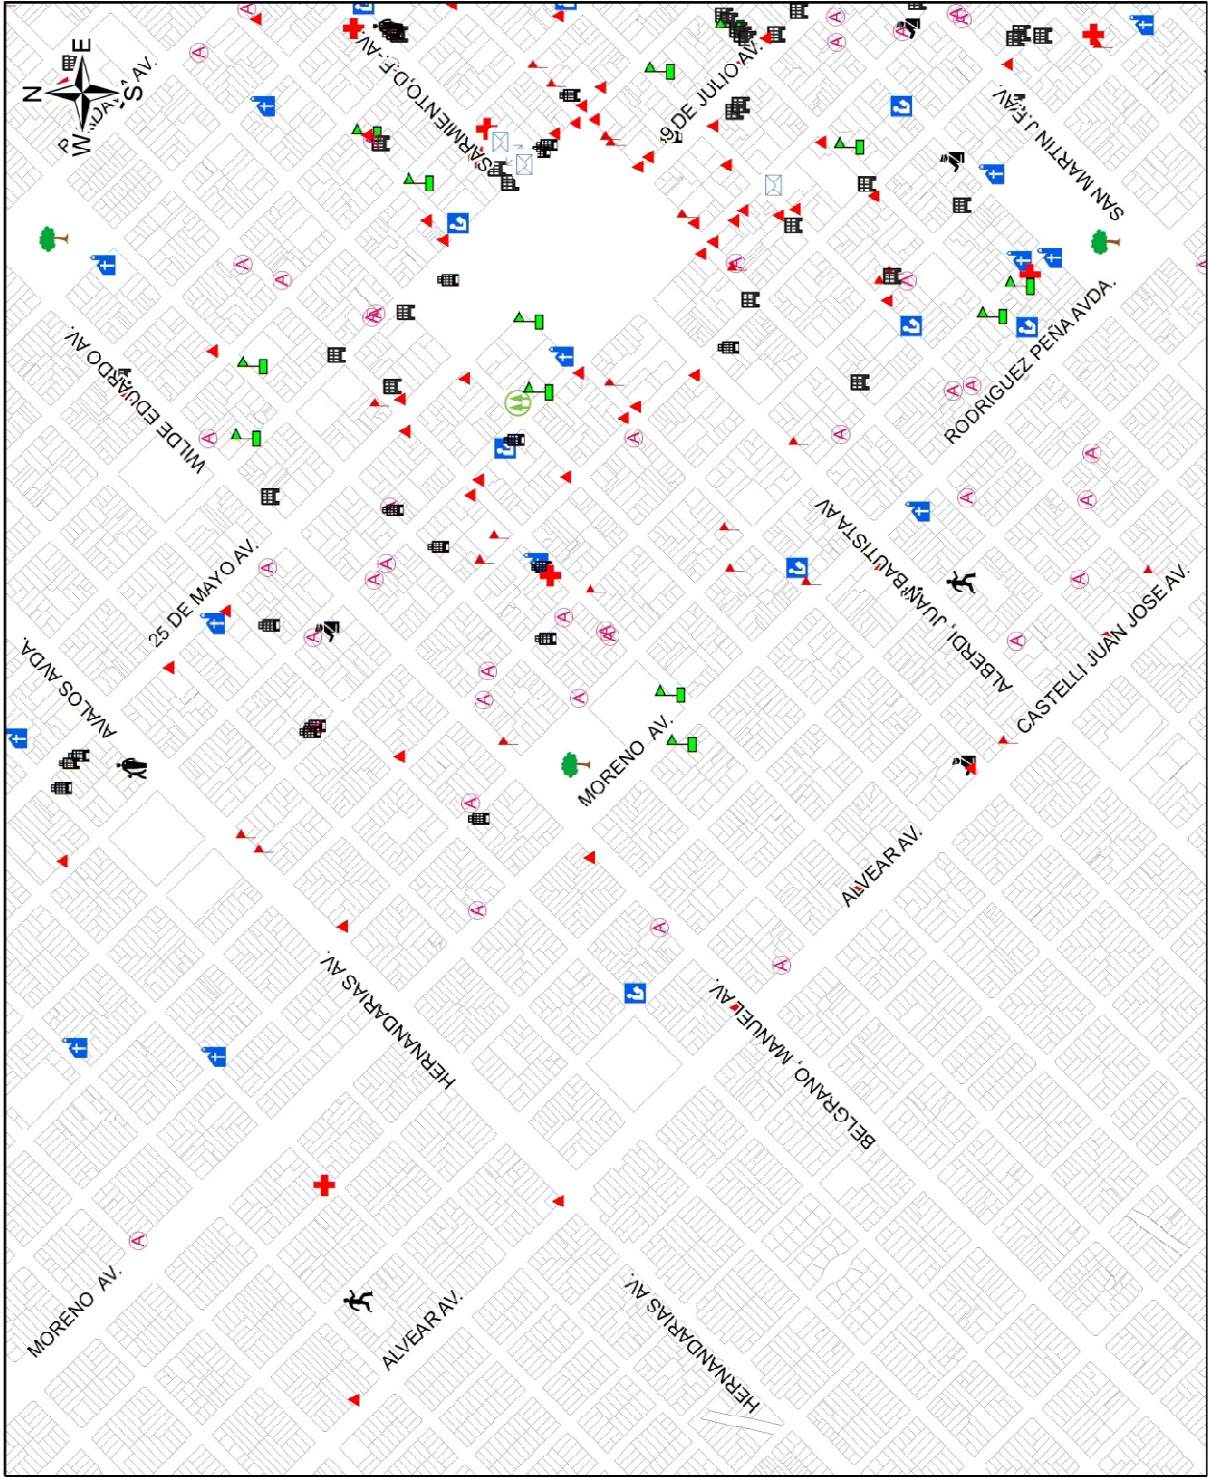 E
N
S
W
AV.
SARMIENTO,D.F.-AV.
9 DE JULIO AV.
SAN MARTIN J.F.AV.
WILDE EDUARDO AV.
RODRIGUEZ PEÑA AVDA.
25 DE MAYO AV.
ALBERDI, JUAN BAUTISTA AV
CASTELLI JUAN JOSE AV.
AVALOS AVDA.
MORENO AV.
ALVEAR AV.
HERNANDARIAS AV.
BELGRANO, MANUEL AV.
MORENO AV.
ALVEAR AV.
HERNANDARIAS AV.